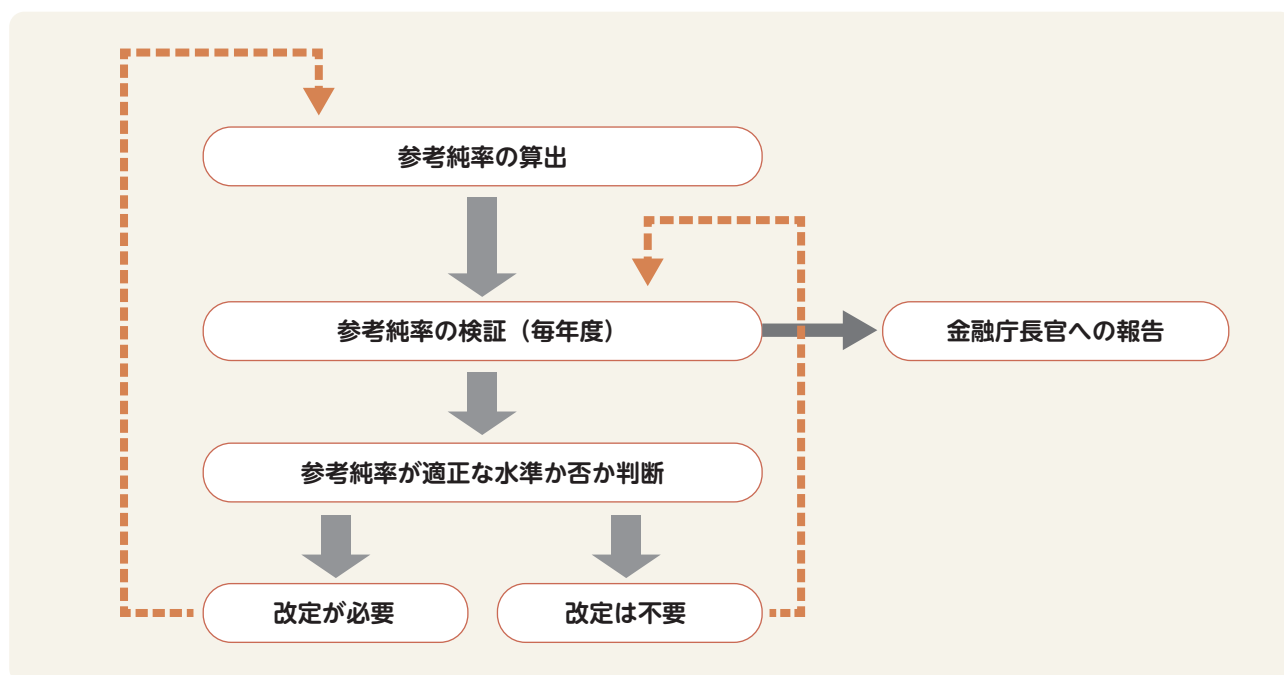 参考純率の算出
参考純率の検証（毎年度）
金融庁長官への報告
参考純率が適正な水準か否か判断
改定が必要
改定は不要